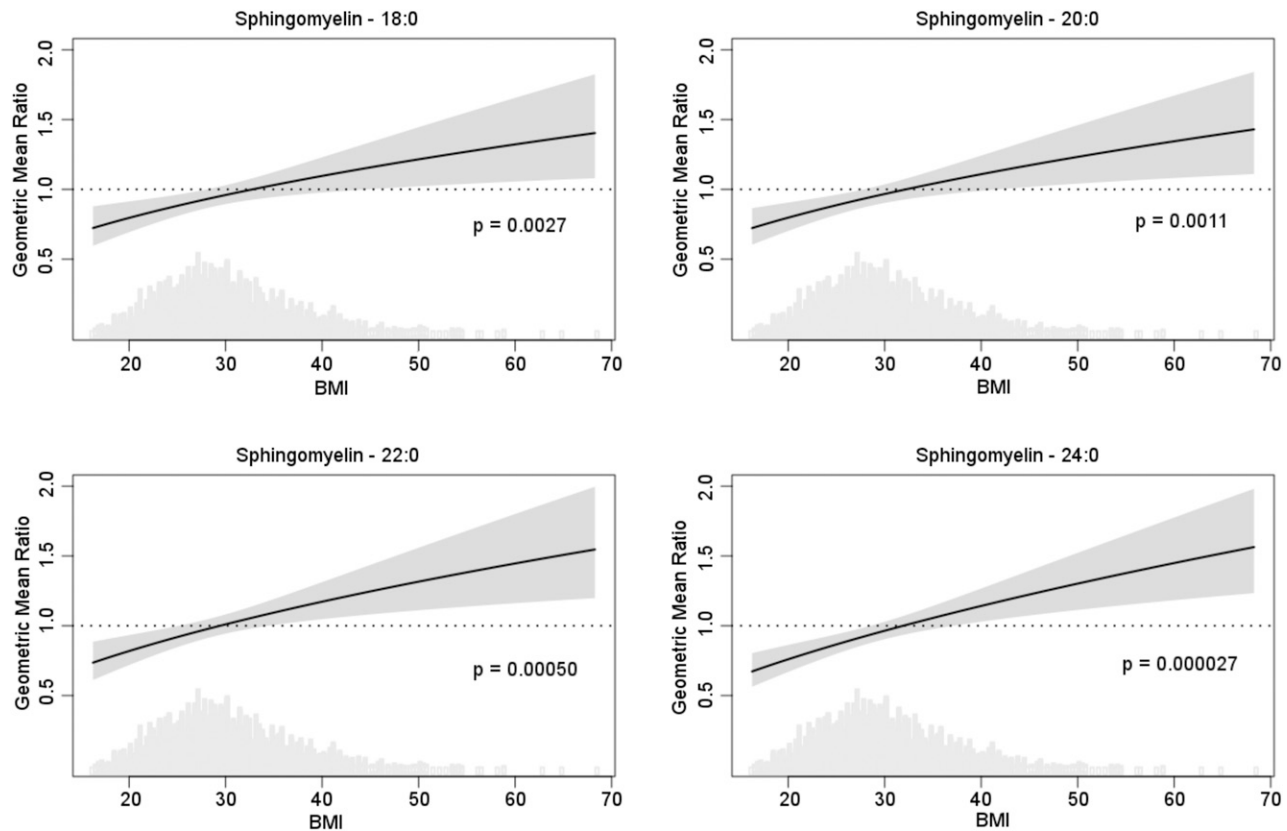 Sphingomyelin - 18:0
Geometric Mean Ratio
2.0
1.5
1.0
0.5
p = 0.0027
20 30 40 50 60 70
BMI
Sphingomyelin - 20:0
Geometric Mean Ratio
2.0
1.5
1.0
0.5
p = 0.0011
20 30 40 50 60 70
BMI
Sphingomyelin - 22:0
Geometric Mean Ratio
2.0
1.5
1.0
0.5
p = 0.00050
20 30 40 50 60 70
BMI
Sphingomyelin - 24:0
Geometric Mean Ratio
2.0
1.5
1.0
0.5
p = 0.000027
20 30 40 50 60 70
BMI